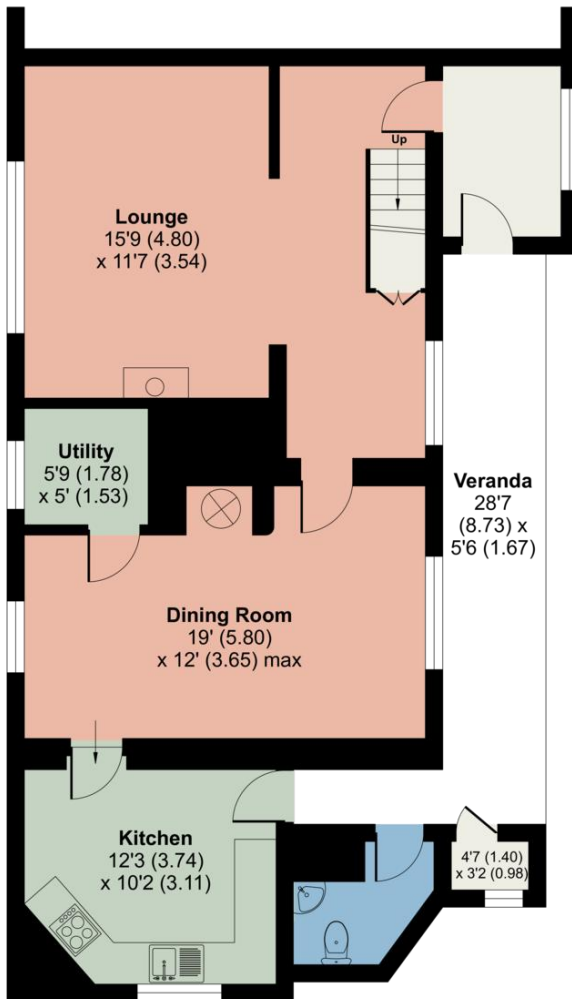 Up
Lounge
15'9 (4.80)
x 11'7 (3.54)
Utility
5'9 (1.78)
x 5' (1.53)
Veranda
28'7
(8.73) x
5'6 (1.67)
Dining Room
19' (5.80)
x 12' (3.65) max
Kitchen
12'3 (3.74)
x 10'2 (3.11)
4'7 (1.40)
x 3'2 (0.98)